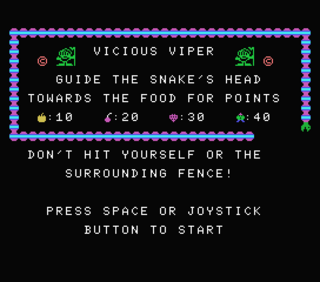 © VICIOUS VIPER ©
GUIDE THE SNAKE'S HEAD
TOWARDS THE FOOD FOR POINTS
:10 :20 :30 :40
DON'T HIT YOURSELF OR THE
SURROUNDING FENCE!
PRESS SPACE OR JOYSTICK
BUTTON TO START